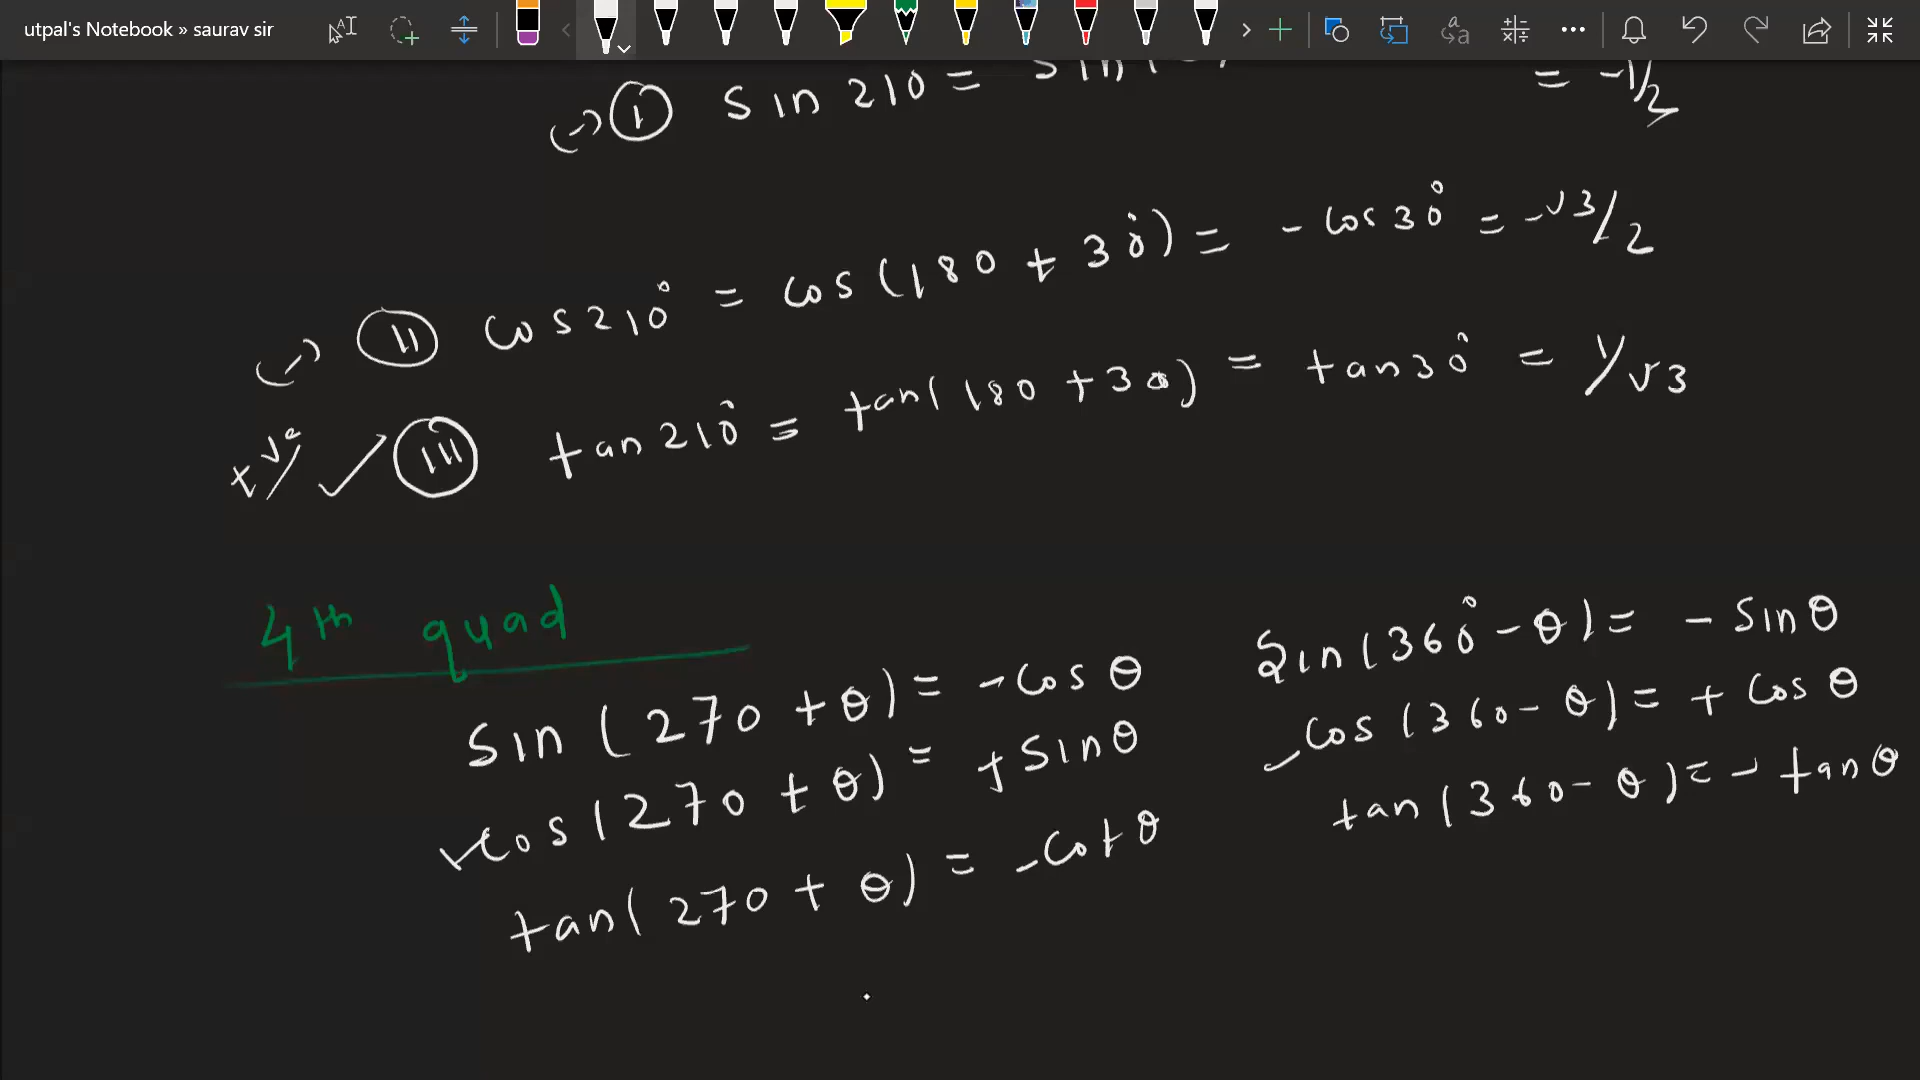 utpal's Notebook » saurav sir
(-) (I) sin 210 = = -1/2
(-) (II) cos 210° = cos (180 + 30°) = - cos 30° = -√3/2
+ve ✓ (III) tan 210° = tan (180 + 30) = tan 30° = 1/√3
4th quad
sin (270 + θ) = - cos θ
✓ cos (270 + θ) = + sin θ
tan (270 + θ) = - cot θ
sin (360° - θ) = - sin θ
✓ cos (360 - θ) = + cos θ
tan (360 - θ) = - tan θ